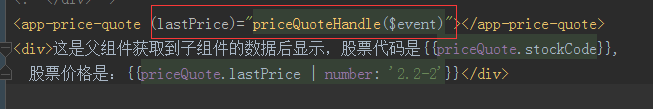 <app-price-quote (lastPrice)="priceQuoteHandle($event)"></app-price-quote>
<div>这是父组件获取到子组件的数据后显示，股票代码是{{priceQuote.stockCode}},
股票价格是：{{priceQuote.lastPrice | number: '2.2-2'}}</div>